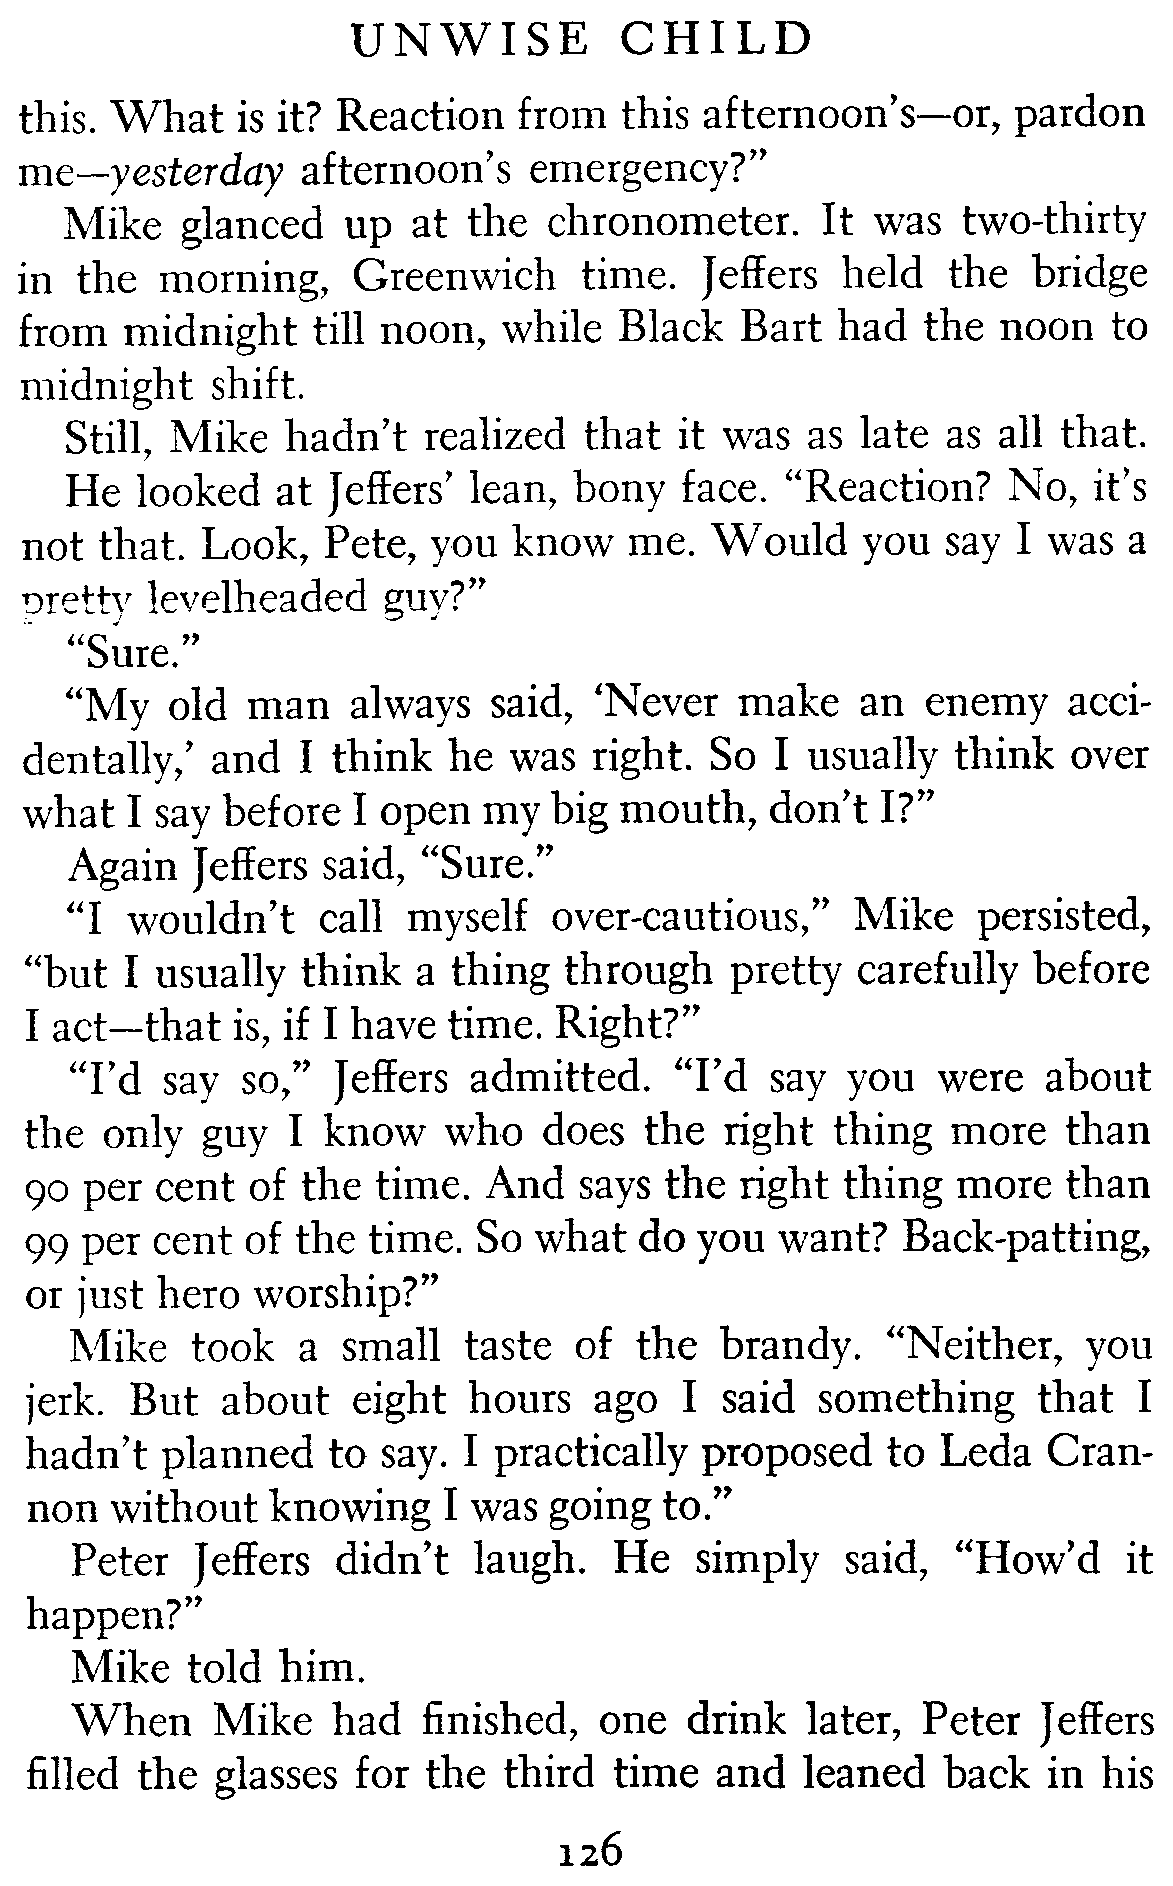 UNWISE CHILD
this. What is it? Reaction from this afternoon's—or, pardon
me—yesterday afternoon's emergency?"
Mike glanced up at the chronometer. It was two-thirty
in the morning, Greenwich time. Jeffers held the bridge
from midnight till noon, while Black Bart had the noon to
midnight shift.
Still, Mike hadn't realized that it was as late as all that.
He looked at Jeffers' lean, bony face. "Reaction? No, it's
not that. Look, Pete, you know me. Would you say I was a
pretty levelheaded guy?"
"Sure."
"My old man always said, 'Never make an enemy acci-
dentally,' and I think he was right. So I usually think over
what I say before I open my big mouth, don't I?"
Again Jeffers said, "Sure."
"I wouldn't call myself over-cautious," Mike persisted,
"but I usually think a thing through pretty carefully before
I act—that is, if I have time. Right?"
"I'd say so," Jeffers admitted. "I'd say you were about
the only guy I know who does the right thing more than
90 per cent of the time. And says the right thing more than
99 per cent of the time. So what do you want? Back-patting,
or just hero worship?"
Mike took a small taste of the brandy. "Neither, you
jerk. But about eight hours ago I said something that I
hadn't planned to say. I practically proposed to Leda Cran-
non without knowing I was going to."
Peter Jeffers didn't laugh. He simply said, "How'd it
happen?"
Mike told him.
When Mike had finished, one drink later, Peter Jeffers
filled the glasses for the third time and leaned back in his
126